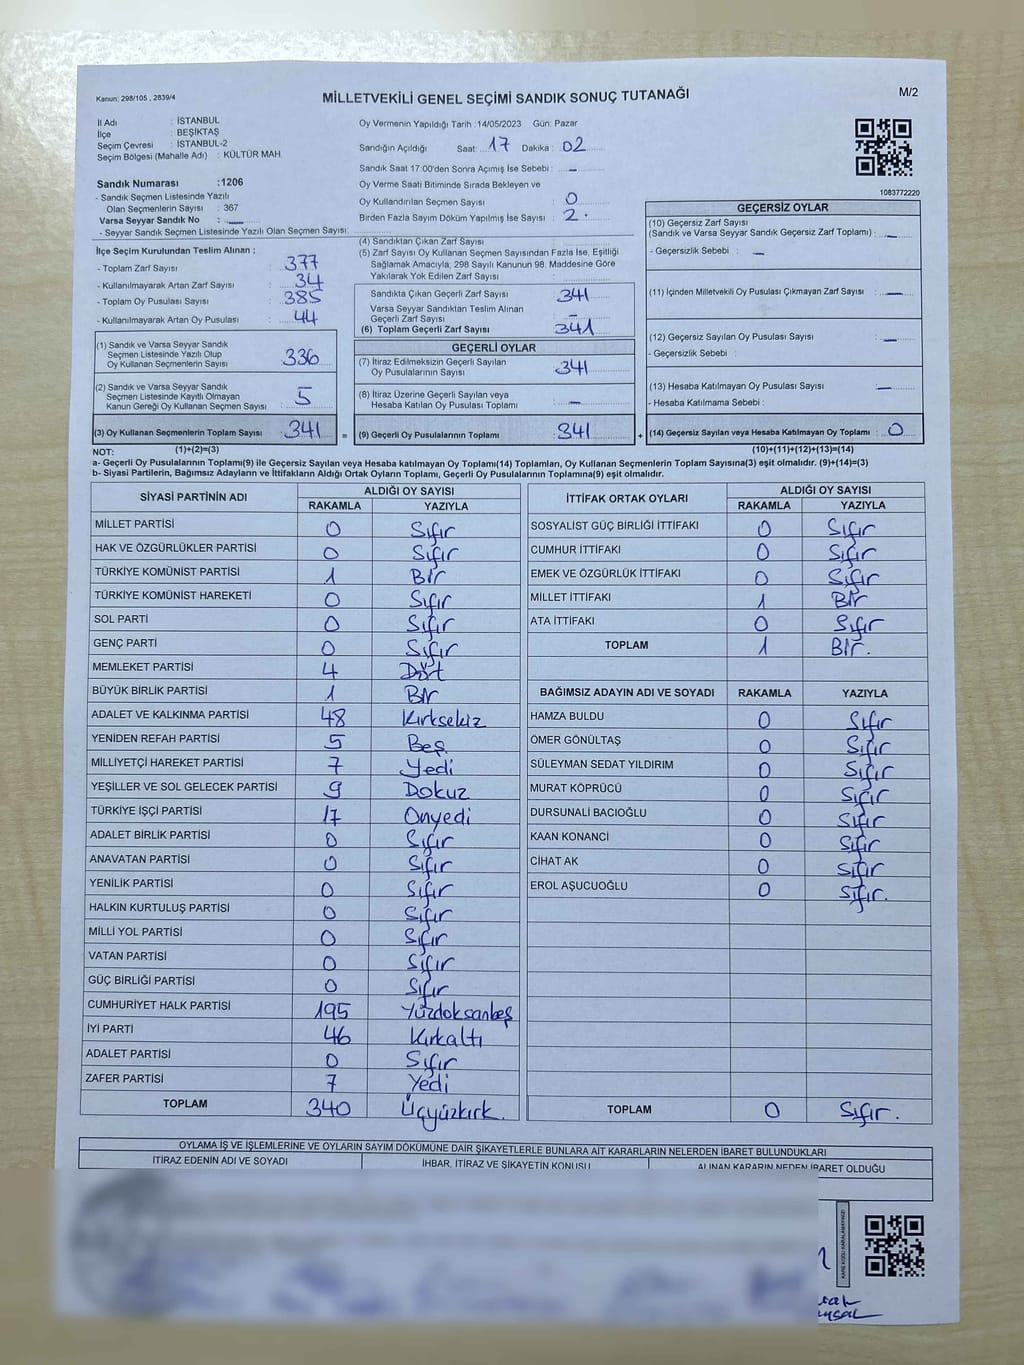 Kanun: 298/105 , 2839/4
MİLLETVEKİLİ GENEL SEÇİMİ SANDIK SONUÇ TUTANAĞI
M/2
İl Adı : İSTANBUL
İlçe : BEŞİKTAŞ
Seçim Çevresi : İSTANBUL-2
Seçim Bölgesi (Mahalle Adı) : KÜLTÜR MAH.
Sandık Numarası :1206
- Sandık Seçmen Listesinde Yazılı
Olan Seçmenlerin Sayısı : 367
Varsa Seyyar Sandık No : —
- Seyyar Sandık Seçmen Listesinde Yazılı Olan Seçmen Sayısı:
Oy Vermenin Yapıldığı Tarih :14/05/2023 Gün: Pazar
Sandığın Açıldığı Saat: 17 Dakika : 02
Sandık Saat 17:00'den Sonra Açımış İse Sebebi : —
Oy Verme Saati Bitiminde Sırada Bekleyen ve
Oy Kullandırılan Seçmen Sayısı : 0
Birden Fazla Sayım Döküm Yapılmış İse Sayısı : 2.
1083772220
İlçe Seçim Kurulundan Teslim Alınan :
- Toplam Zarf Sayısı : 377
- Kullanılmayarak Artan Zarf Sayısı : 34
- Toplam Oy Pusulası Sayısı : 385
- Kullanılmayarak Artan Oy Pusulası : 44
(1) Sandık ve Varsa Seyyar Sandık
Seçmen Listesinde Yazılı Olup
Oy Kullanan Seçmen Sayısı : 336
(2) Sandık ve Varsa Seyyar Sandık
Seçmen Listesinde Kayıtlı Olmayan
Kanun Gereği Oy Kullanan Seçmen Sayısı : 5
(3) Oy Kullanan Seçmenlerin Toplam Sayısı : 341
(4) Sandıktan Çıkan Zarf Sayısı :
(5) Zarf Sayısı Oy Kullanan Seçmen Sayısından Fazla İse, Eşitliği
Sağlamak Amacıyla, 298 Sayılı Kanunun 98. Maddesine Göre
Yakılarak Yok Edilen Zarf Sayısı :
Sandıkta Çıkan Geçerli Zarf Sayısı : 341
Varsa Seyyar Sandıktan Teslim Alınan
Geçerli Zarf Sayısı : —
(6) Toplam Geçerli Zarf Sayısı : 341
GEÇERLİ OYLAR
(7) İtiraz Edilmeksizin Geçerli Sayılan
Oy Pusulalarının Sayısı : 341
(8) İtiraz Üzerine Geçerli Sayılan veya
Hesaba Katılan Oy Pusulası Toplamı : —
= (9) Geçerli Oy Pusulalarının Toplamı : 341
GEÇERSİZ OYLAR
(10) Geçersiz Zarf Sayısı
(Sandık ve Varsa Seyyar Sandık Geçersiz Zarf Toplamı) : —
- Geçersizlik Sebebi : —
(11) İçinden Milletvekili Oy Pusulası Çıkmayan Zarf Sayısı : —
(12) Geçersiz Sayılan Oy Pusulası Sayısı : —
- Geçersizlik Sebebi :
(13) Hesaba Katılmayan Oy Pusulası Sayısı : —
- Hesaba Katılmama Sebebi :
+ (14) Geçersiz Sayılan veya Hesaba Katılmayan Oy Toplamı : 0
NOT: (1)+(2)=(3) (10)+(11)+(12)+(13)=(14)
a- Geçerli Oy Pusulalarının Toplamı(9) ile Geçersiz Sayılan veya Hesaba katılmayan Oy Toplamı(14) Toplamları, Oy Kullanan Seçmenlerin Toplam Sayısına(3) eşit olmalıdır. (9)+(14)=(3)
b- Siyasi Partilerin, Bağımsız Adayların ve İttifakların Aldığı Ortak Oyların Toplamı, Geçerli Oy Pusulalarının Toplamına(9) eşit olmalıdır.
SİYASİ PARTİNİN ADI ALDIĞI OY SAYISI
RAKAMLA YAZIYLA
MİLLET PARTİSİ 0 Sıfır
HAK VE ÖZGÜRLÜKLER PARTİSİ 0 Sıfır
TÜRKİYE KOMÜNİST PARTİSİ 1 Bir
TÜRKİYE KOMÜNİST HAREKETİ 0 Sıfır
SOL PARTİ 0 Sıfır
GENÇ PARTİ 0 Sıfır
MEMLEKET PARTİSİ 4 Dört
BÜYÜK BİRLİK PARTİSİ 1 Bir
ADALET VE KALKINMA PARTİSİ 48 Kırksekiz
YENİDEN REFAH PARTİSİ 5 Beş
MİLLİYETÇİ HAREKET PARTİSİ 7 Yedi
YEŞİLLER VE SOL GELECEK PARTİSİ 9 Dokuz
TÜRKİYE İŞÇİ PARTİSİ 17 Onyedi
ADALET BİRLİK PARTİSİ 0 Sıfır
ANAVATAN PARTİSİ 0 Sıfır
YENİLİK PARTİSİ 0 Sıfır
HALKIN KURTULUŞ PARTİSİ 0 Sıfır
MİLLİ YOL PARTİSİ 0 Sıfır
VATAN PARTİSİ 0 Sıfır
GÜÇ BİRLİĞİ PARTİSİ 0 Sıfır
CUMHURİYET HALK PARTİSİ 195 Yüzdoksanbeş
İYİ PARTİ 46 Kırkaltı
ADALET PARTİSİ 0 Sıfır
ZAFER PARTİSİ 7 Yedi
TOPLAM 340 Üçyüzkırk.
İTTİFAK ORTAK OYLARI ALDIĞI OY SAYISI
RAKAMLA YAZIYLA
SOSYALİST GÜÇ BİRLİĞİ İTTİFAKI 0 Sıfır
CUMHUR İTTİFAKI 0 Sıfır
EMEK VE ÖZGÜRLÜK İTTİFAKI 0 Sıfır
MİLLET İTTİFAKI 1 Bir
ATA İTTİFAKI 0 Sıfır
TOPLAM 1 Bir.
BAĞIMSIZ ADAYIN ADI VE SOYADI RAKAMLA YAZIYLA
HAMZA BULDU 0 Sıfır
ÖMER GÖNÜLTAŞ 0 Sıfır
SÜLEYMAN SEDAT YILDIRIM 0 Sıfır
MURAT KÖPRÜCÜ 0 Sıfır
DURSUNALİ BACIOĞLU 0 Sıfır
KAAN KONANCI 0 Sıfır
CİHAT AK 0 Sıfır
EROL AŞUCUOĞLU 0 Sıfır.
TOPLAM 0 Sıfır.
OYLAMA İŞ VE İŞLEMLERİNE VE OYLARIN SAYIM DÖKÜMÜNE DAİR ŞİKAYETLERLE BUNLARA AİT KARARLARIN NELERDEN İBARET BULUNDUKLARI
İTİRAZ EDENİN ADI VE SOYADI İHBAR, İTİRAZ VE ŞİKAYETİN KONUSU ALINAN KARARIN NEDEN İBARET OLDUĞU
KARE KODU KARALAMAYINIZ!